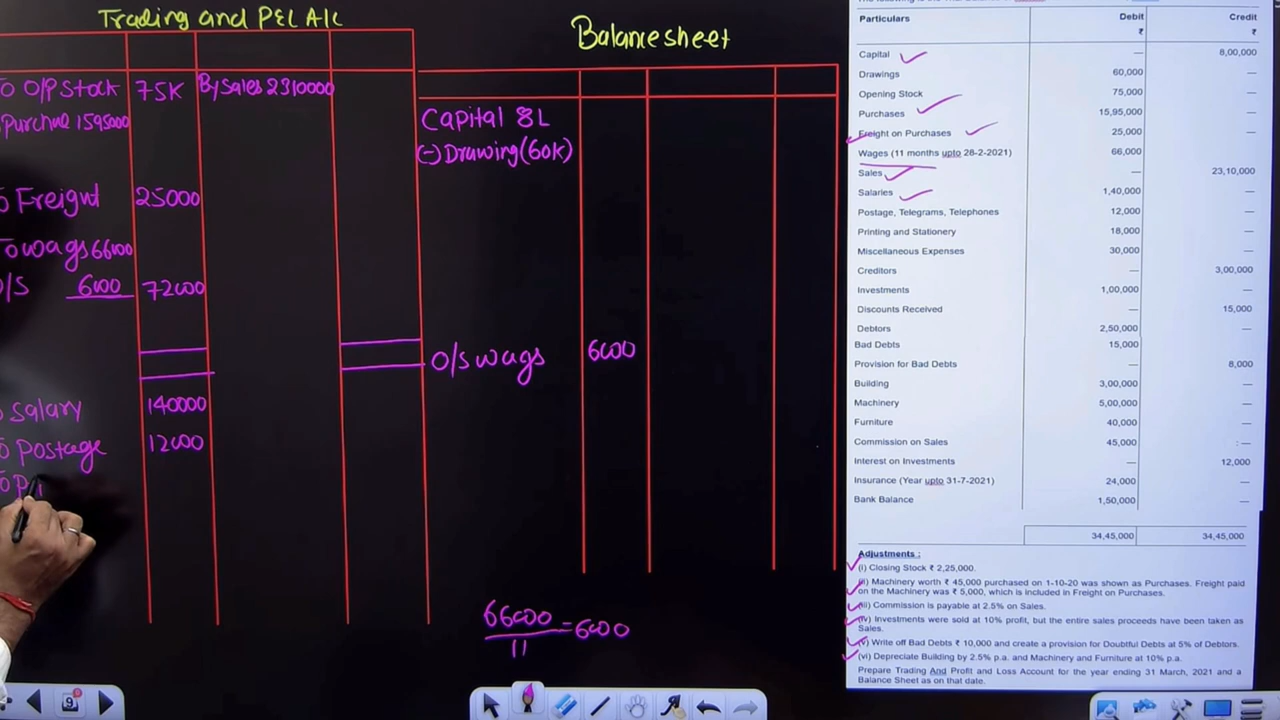 Trading and P&L A/c
To O/P Stock 75K By Sales 2310000
Purchase 1595000
To Freight 25000
To wags 66000
O/S 6000 72000
To Salary 140000
To Postage 12000
To P
Balance sheet
Capital 8L
(-) Drawing (60K)
O/s wags 6000
66000
11
=6000
Particulars Debit Credit
₹ ₹
Capital — 8,00,000
Drawings 60,000 —
Opening Stock 75,000 —
Purchases 15,95,000 —
Freight on Purchases 25,000 —
Wages (11 months upto 28-2-2021) 66,000 —
Sales — 23,10,000
Salaries 1,40,000 —
Postage, Telegrams, Telephones 12,000 —
Printing and Stationery 18,000 —
Miscellaneous Expenses 30,000 —
Creditors — 3,00,000
Investments 1,00,000 —
Discounts Received — 15,000
Debtors 2,50,000 —
Bad Debts 15,000 —
Provision for Bad Debts — 8,000
Building 3,00,000 —
Machinery 5,00,000 —
Furniture 40,000 —
Commission on Sales 45,000 —
Interest on Investments — 12,000
Insurance (Year upto 31-7-2021) 24,000 —
Bank Balance 1,50,000 —
34,45,000 34,45,000
Adjustments :
(i) Closing Stock ₹ 2,25,000.
(ii) Machinery worth ₹ 45,000 purchased on 1-10-20 was shown as Purchases. Freight paid
on the Machinery was ₹ 5,000, which is included in Freight on Purchases.
(iii) Commission is payable at 2.5% on Sales.
(iv) Investments were sold at 10% profit, but the entire sales proceeds have been taken as
Sales.
(v) Write off Bad Debts ₹ 10,000 and create a provision for Doubtful Debts at 5% of Debtors.
(vi) Depreciate Building by 2.5% p.a. and Machinery and Furniture at 10% p.a.
Prepare Trading And Profit and Loss Account for the year ending 31 March, 2021 and a
Balance Sheet as on that date.
9